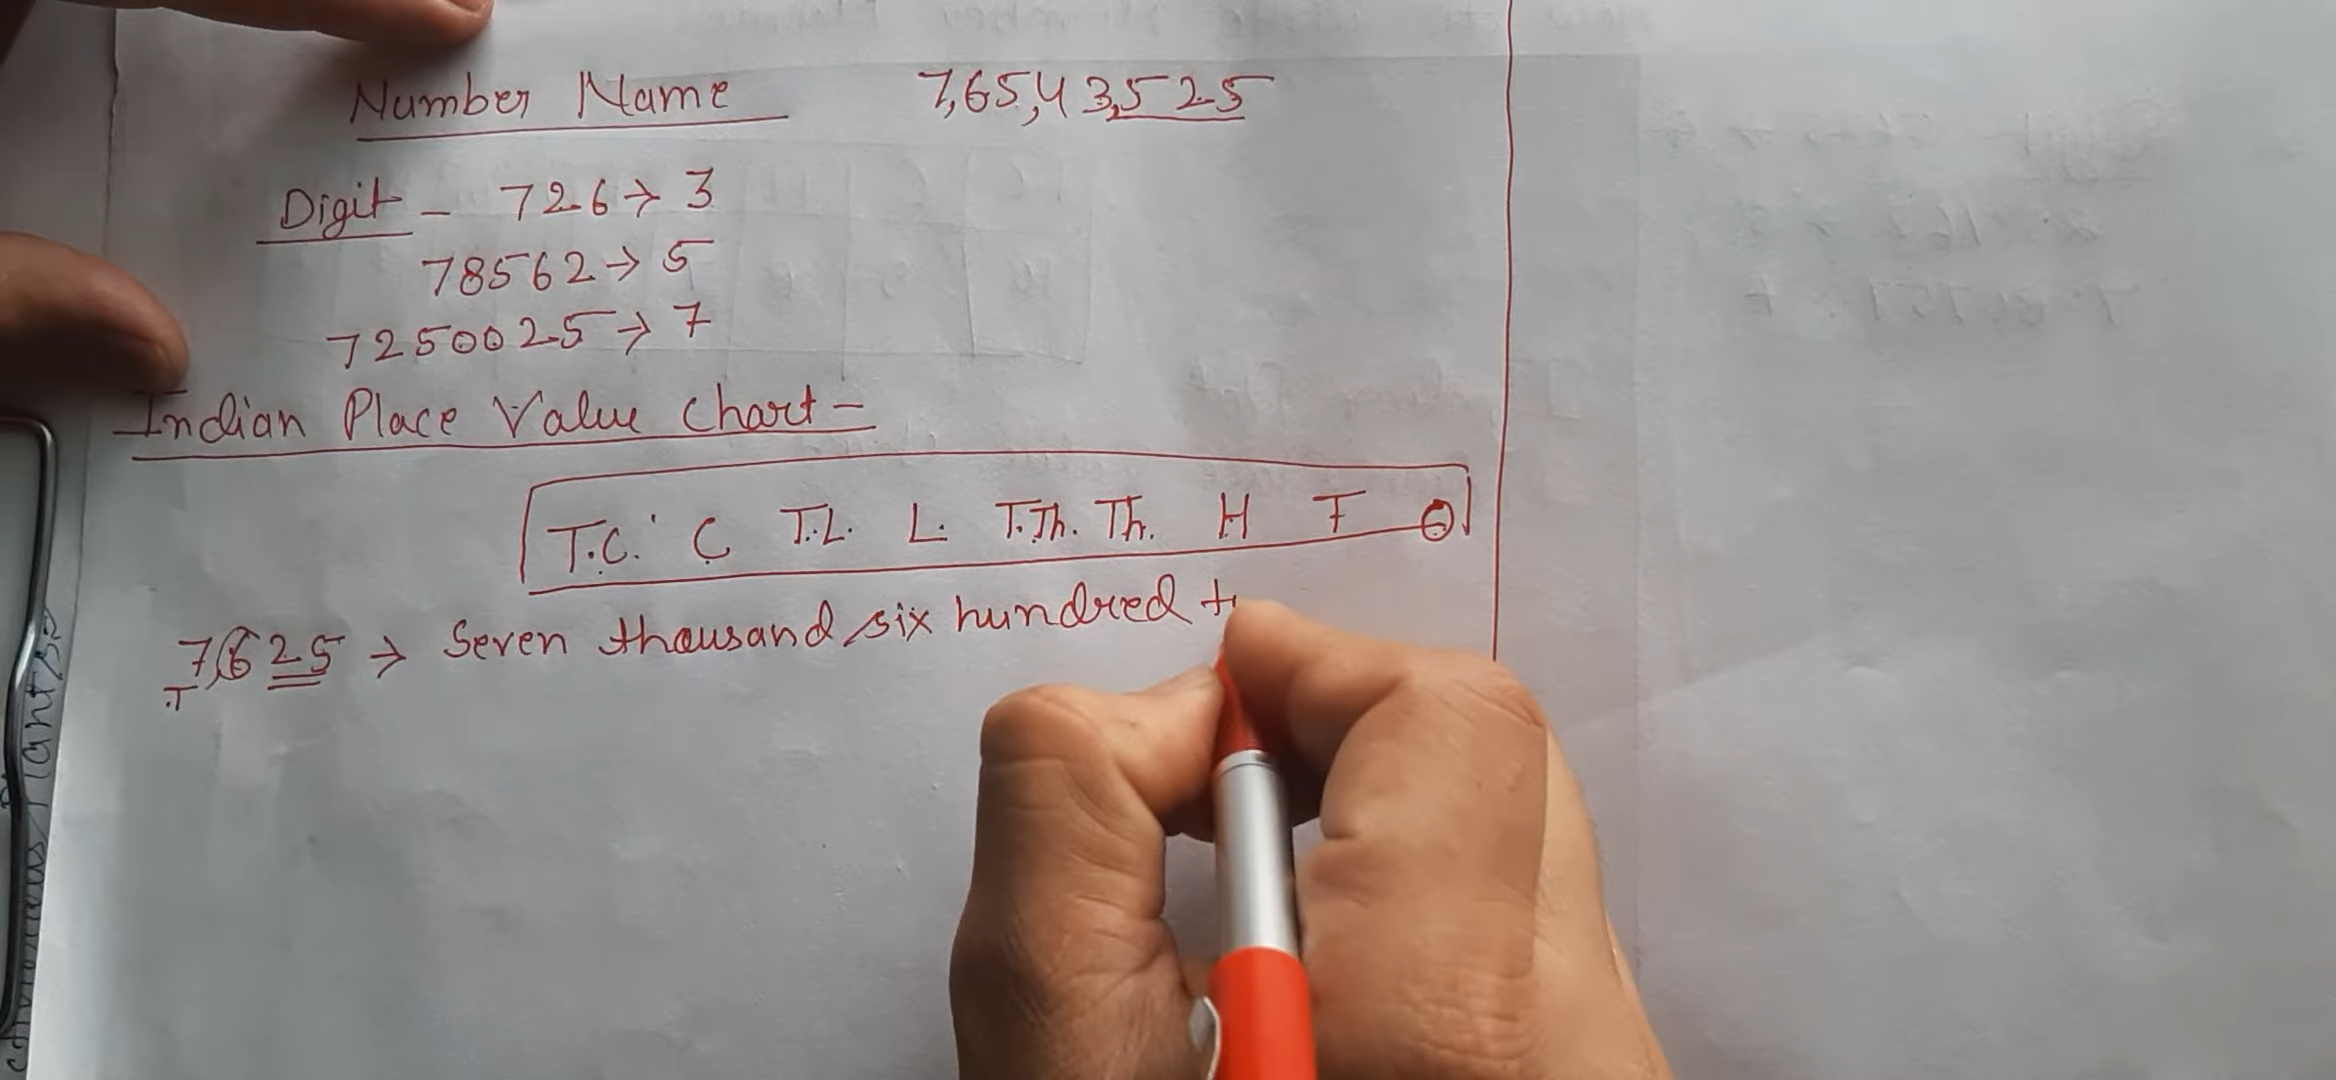 Number Name 7,65,43,525
Digit - 726→ 3
78562→ 5
7250025→ 7
Indian Place Value Chart-
T.C. C T.L. L. T.Th. Th. H T O
7,625 → Seven thousand six hundred t
T